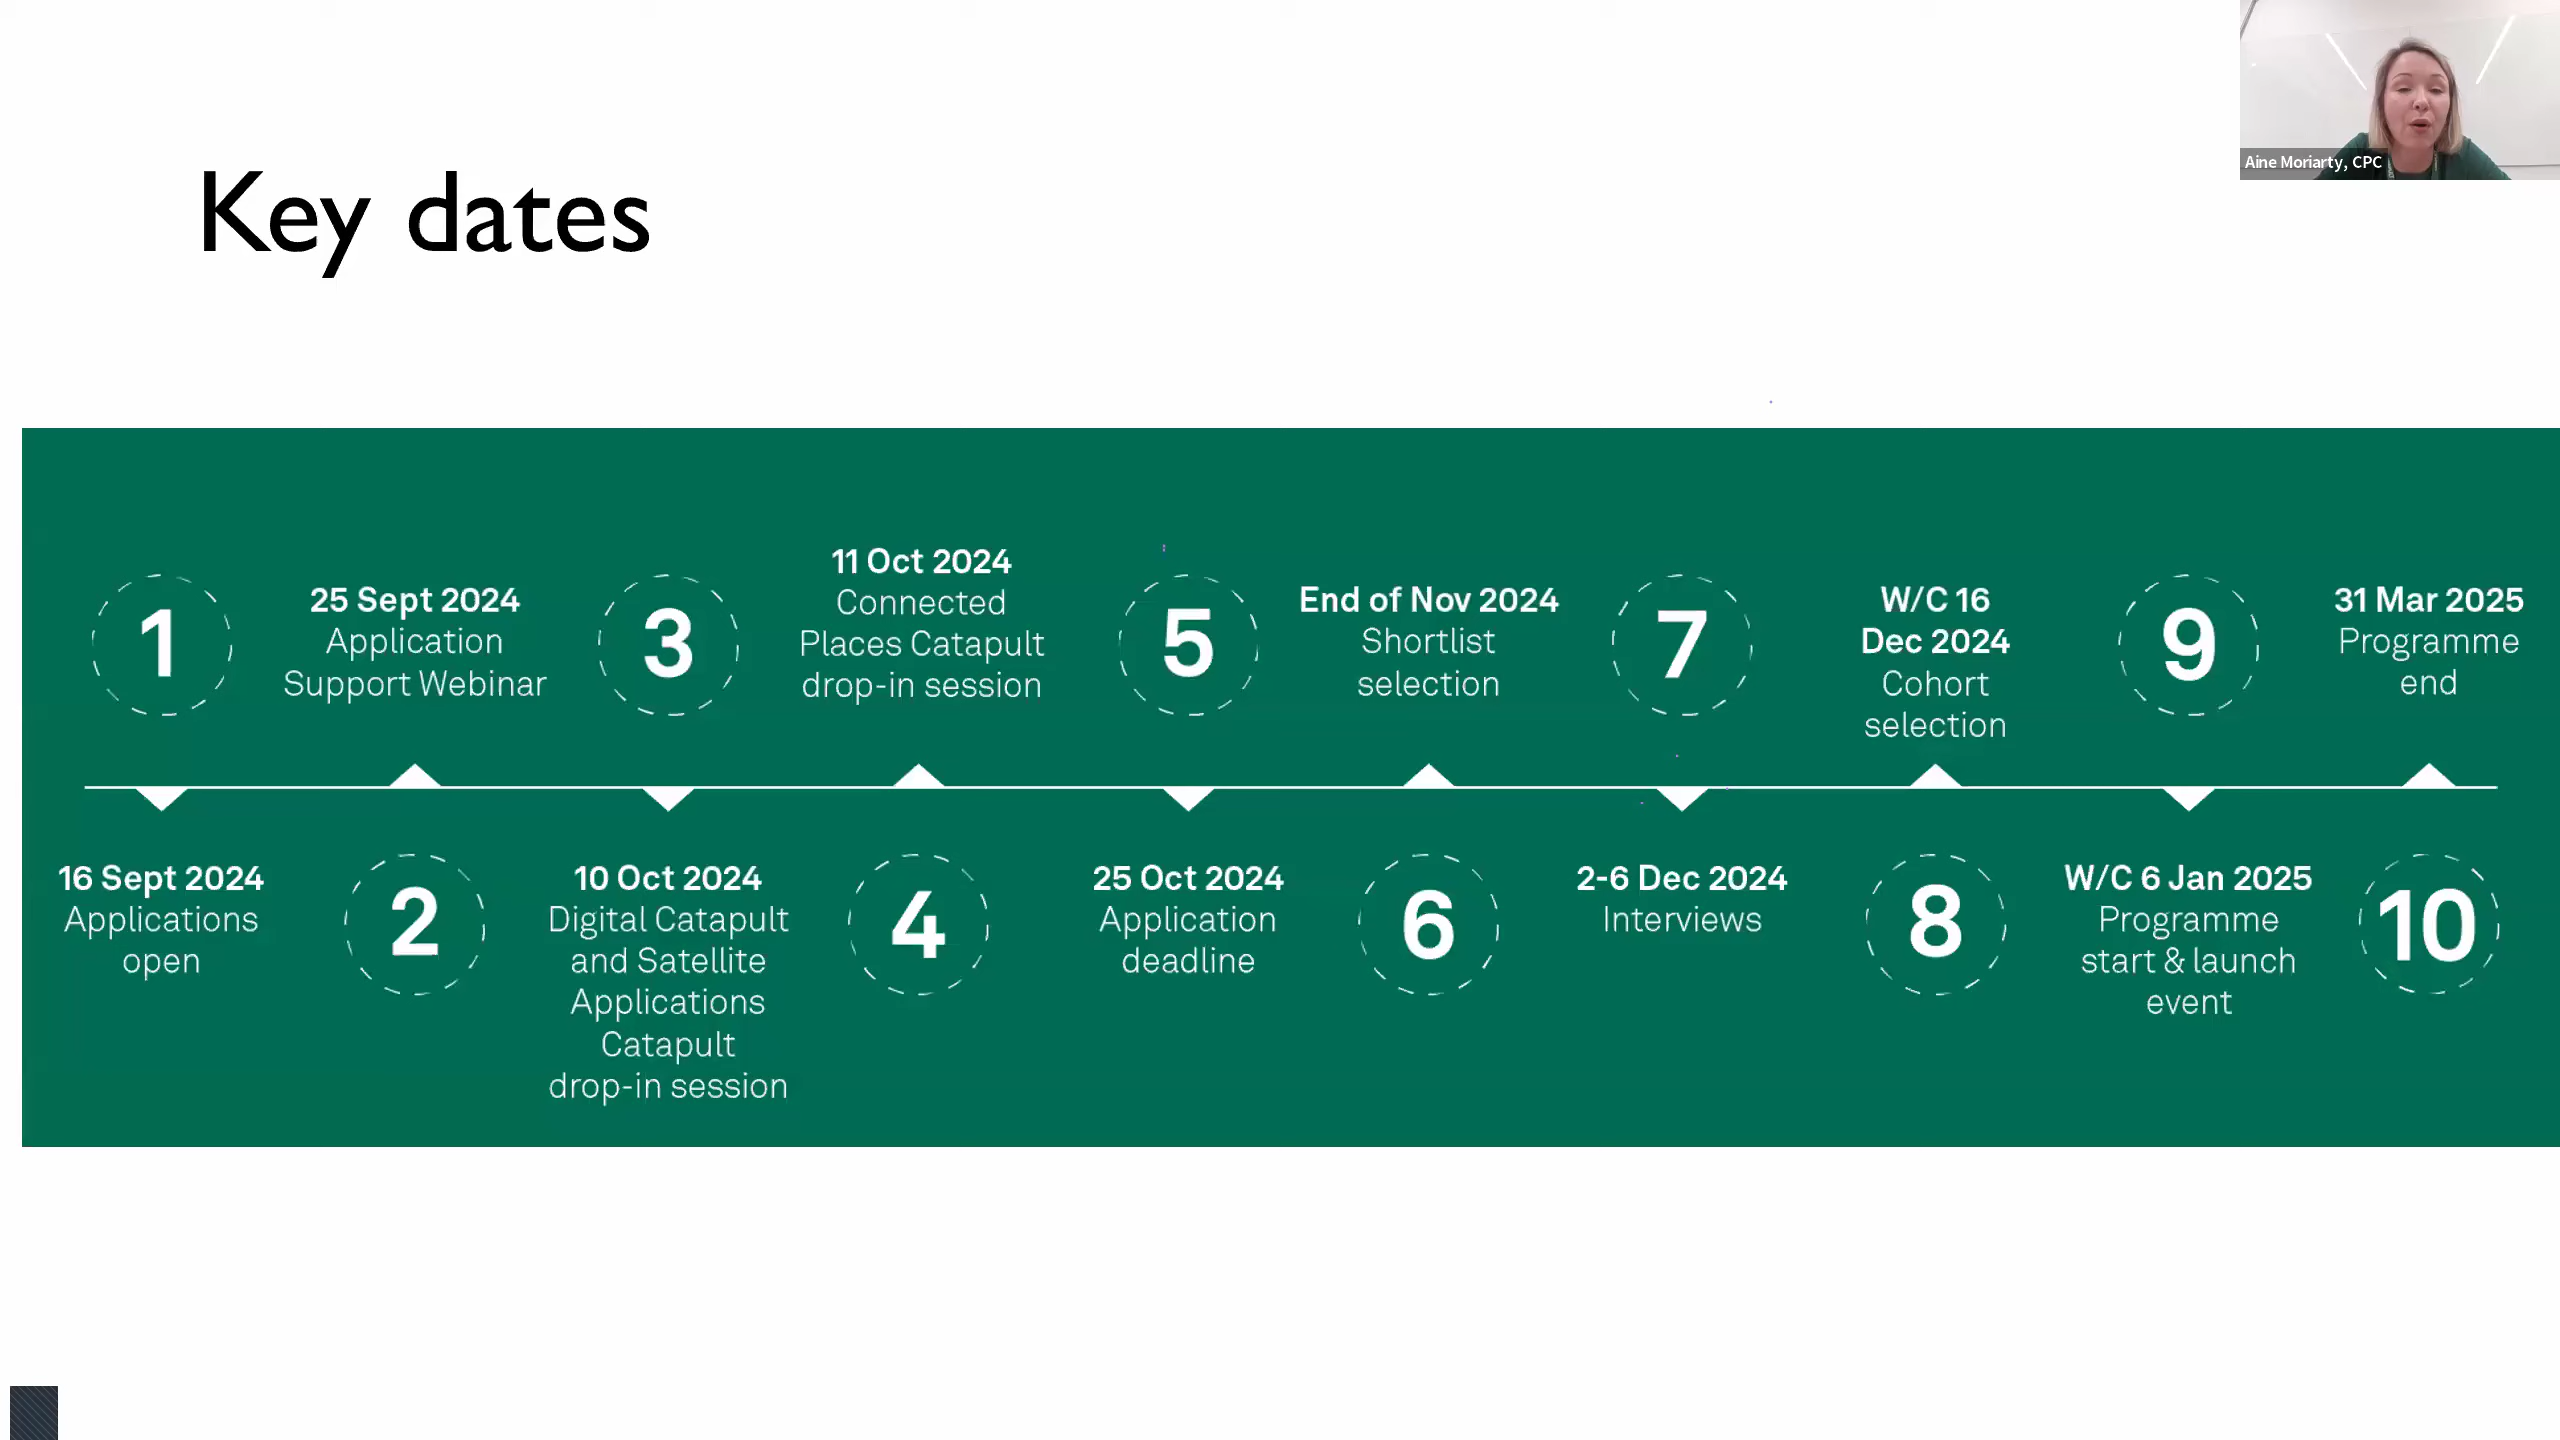 Aine Moriarty, CPC
Key dates
1
16 Sept 2024
Applications
open
25 Sept 2024
Application
Support Webinar
2
3
10 Oct 2024
Digital Catapult
and Satellite
Applications
Catapult
drop-in session
11 Oct 2024
Connected
Places Catapult
drop-in session
4
5
25 Oct 2024
Application
deadline
End of Nov 2024
Shortlist
selection
6
7
2-6 Dec 2024
Interviews
W/C 16
Dec 2024
Cohort
selection
8
9
W/C 6 Jan 2025
Programme
start & launch
event
31 Mar 2025
Programme
end
10